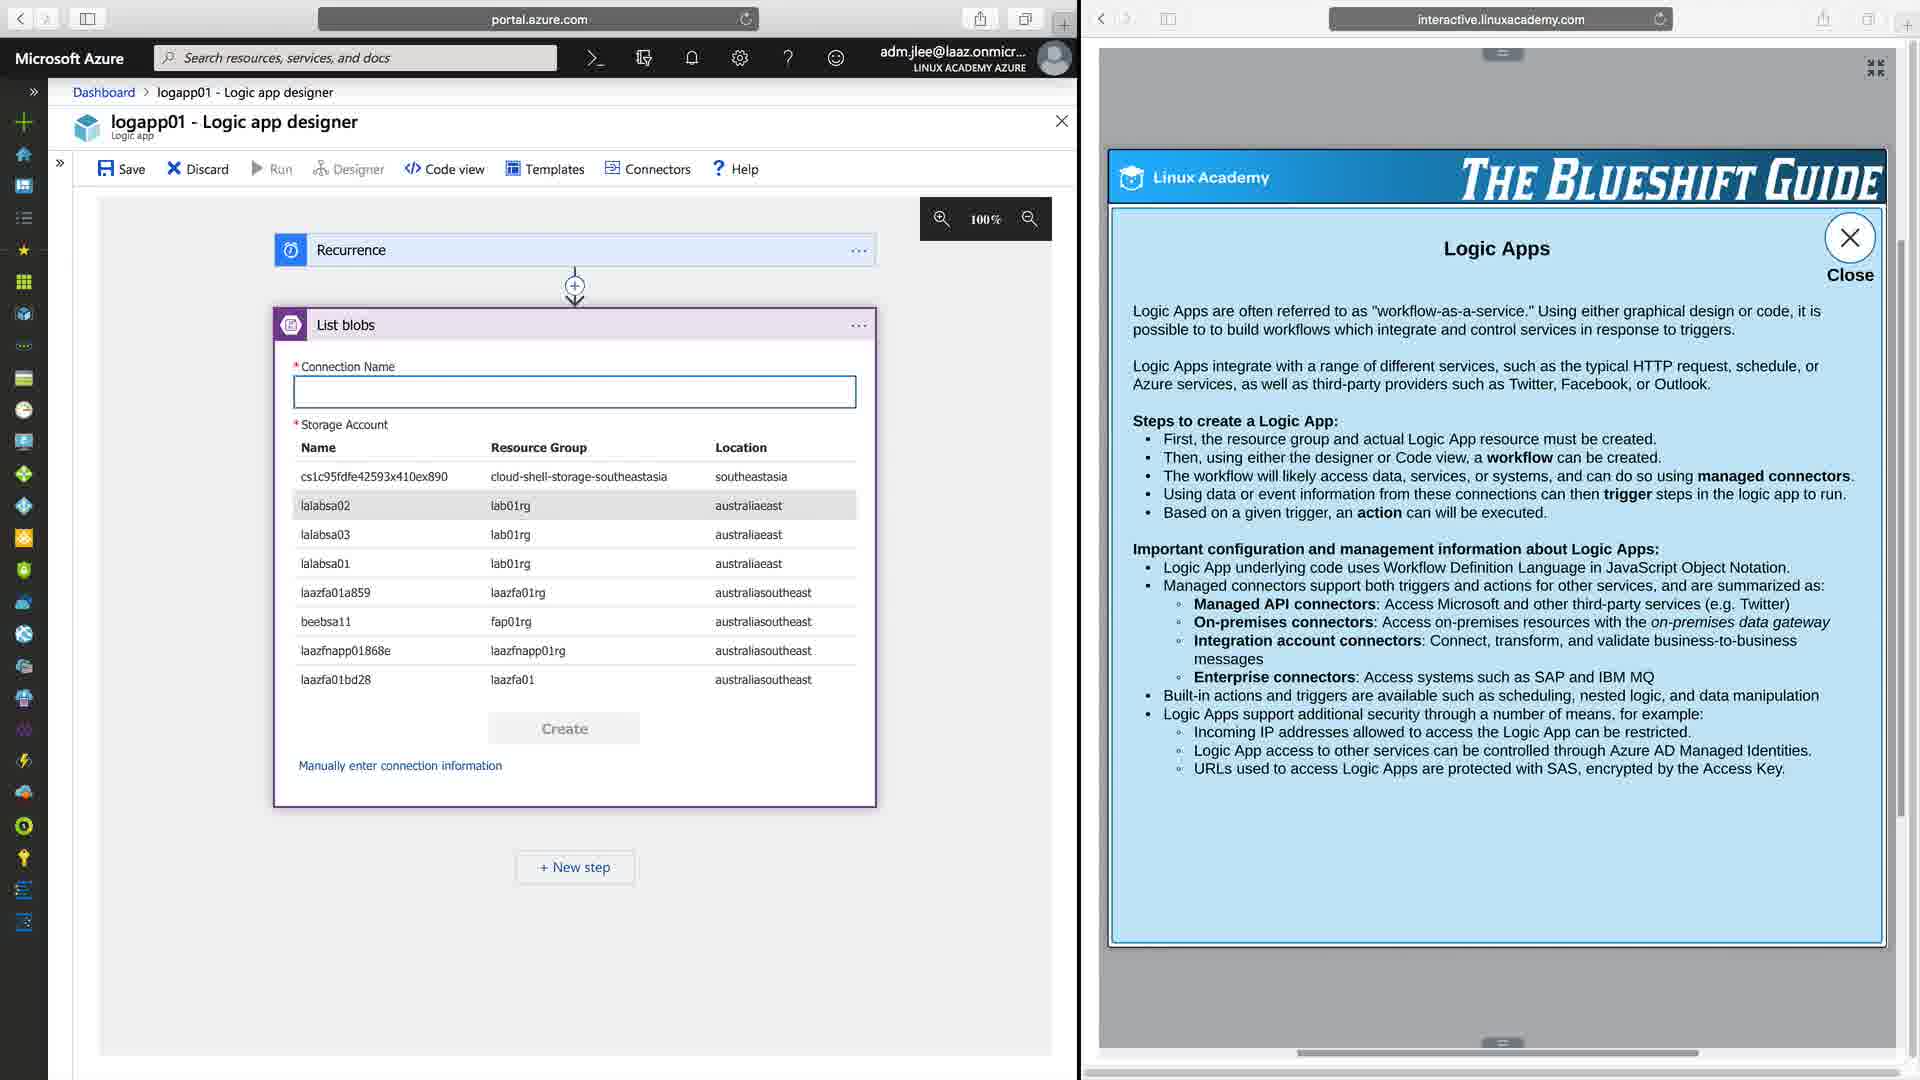 portal.azure.com
Microsoft Azure
Search resources, services, and docs
adm.jlee@laaz.onmicr...
LINUX ACADEMY AZURE
Dashboard > logapp01 - Logic app designer
logapp01 - Logic app designer
Logic app
Save
Discard
Run
Designer
Code view
Templates
Connectors
Help
100%
Recurrence
List blobs
* Connection Name
* Storage Account
Name Resource Group Location
cs1c95fdfe42593x410ex890 cloud-shell-storage-southeastasia southeastasia
lalabsa02 lab01rg australiaeast
lalabsa03 lab01rg australiaeast
lalabsa01 lab01rg australiaeast
laazfa01a859 laazfa01rg australiasoutheast
beebsa11 fap01rg australiasoutheast
laazfnapp01868e laazfnapp01rg australiasoutheast
laazfa01bd28 laazfa01 australiasoutheast
Create
Manually enter connection information
+ New step
interactive.linuxacademy.com
Linux Academy
THE BLUESHIFT GUIDE
Logic Apps
Close
Logic Apps are often referred to as "workflow-as-a-service." Using either graphical design or code, it is
possible to to build workflows which integrate and control services in response to triggers.
Logic Apps integrate with a range of different services, such as the typical HTTP request, schedule, or
Azure services, as well as third-party providers such as Twitter, Facebook, or Outlook.
Steps to create a Logic App:
• First, the resource group and actual Logic App resource must be created.
• Then, using either the designer or Code view, a workflow can be created.
• The workflow will likely access data, services, or systems, and can do so using managed connectors.
• Using data or event information from these connections can then trigger steps in the logic app to run.
• Based on a given trigger, an action can will be executed.
Important configuration and management information about Logic Apps:
• Logic App underlying code uses Workflow Definition Language in JavaScript Object Notation.
• Managed connectors support both triggers and actions for other services, and are summarized as:
◦ Managed API connectors: Access Microsoft and other third-party services (e.g. Twitter)
◦ On-premises connectors: Access on-premises resources with the on-premises data gateway
◦ Integration account connectors: Connect, transform, and validate business-to-business
messages
◦ Enterprise connectors: Access systems such as SAP and IBM MQ
• Built-in actions and triggers are available such as scheduling, nested logic, and data manipulation
• Logic Apps support additional security through a number of means, for example:
◦ Incoming IP addresses allowed to access the Logic App can be restricted.
◦ Logic App access to other services can be controlled through Azure AD Managed Identities.
◦ URLs used to access Logic Apps are protected with SAS, encrypted by the Access Key.